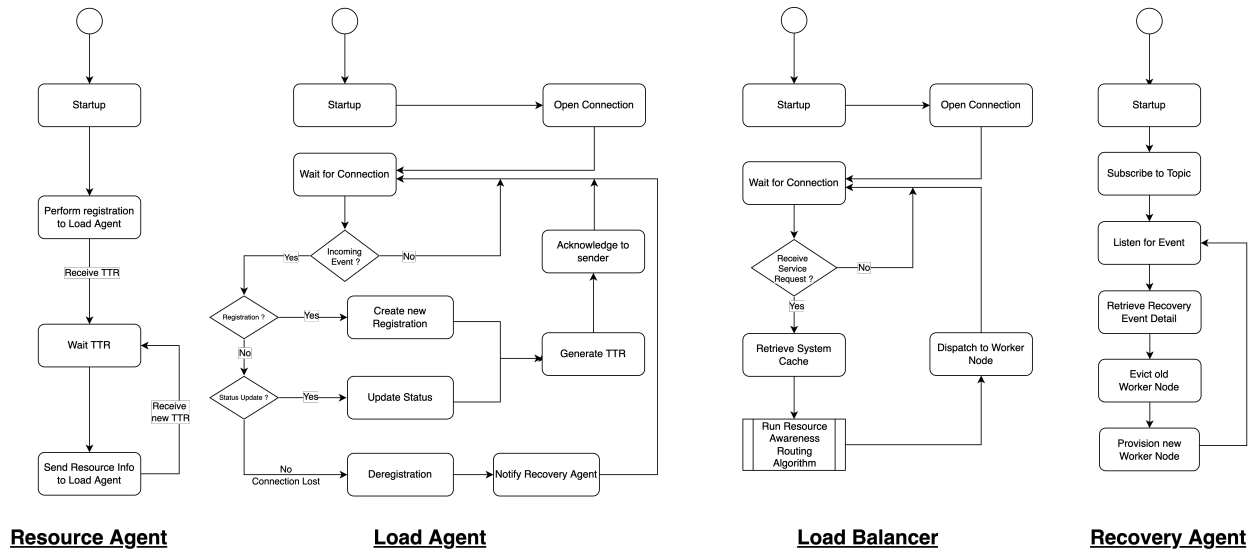 Startup
Perform registration
to Load Agent
Receive TTR
Wait TTR
Receive
new TTR
Send Resource Info
to Load Agent
Resource Agent
Startup
Open Connection
Wait for Connection
Incoming
Event ?
Yes
No
Acknowledge to
sender
Registration ?
Yes
Create new
Registration
No
Generate TTR
Status Update ?
Yes
Update Status
No
Connection Lost
Deregistration
Notify Recovery Agent
Load Agent
Startup
Open Connection
Wait for Connection
Receive
Service
Request ?
No
Yes
Retrieve System
Cache
Dispatch to Worker
Node
Run Resource
Awareness
Routing
Algorithm
Load Balancer
Startup
Subscribe to Topic
Listen for Event
Retrieve Recovery
Event Detail
Evict old
Worker Node
Provision new
Worker Node
Recovery Agent